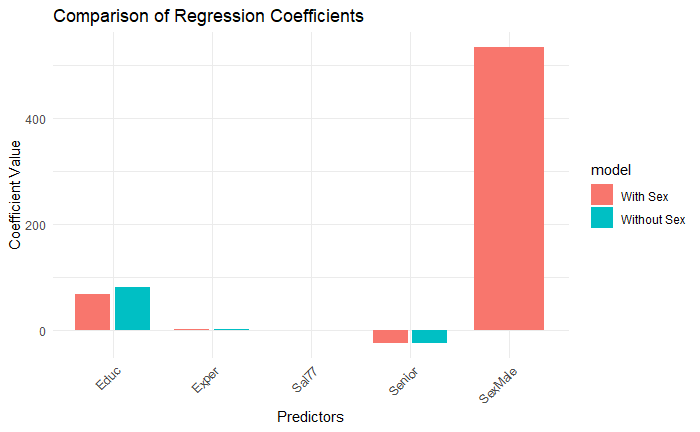 Comparison of Regression Coefficients
Coefficient Value
400
200
0
Educ
Exper
Sal77
Senior
SexMale
Predictors
model
With Sex
Without Sex